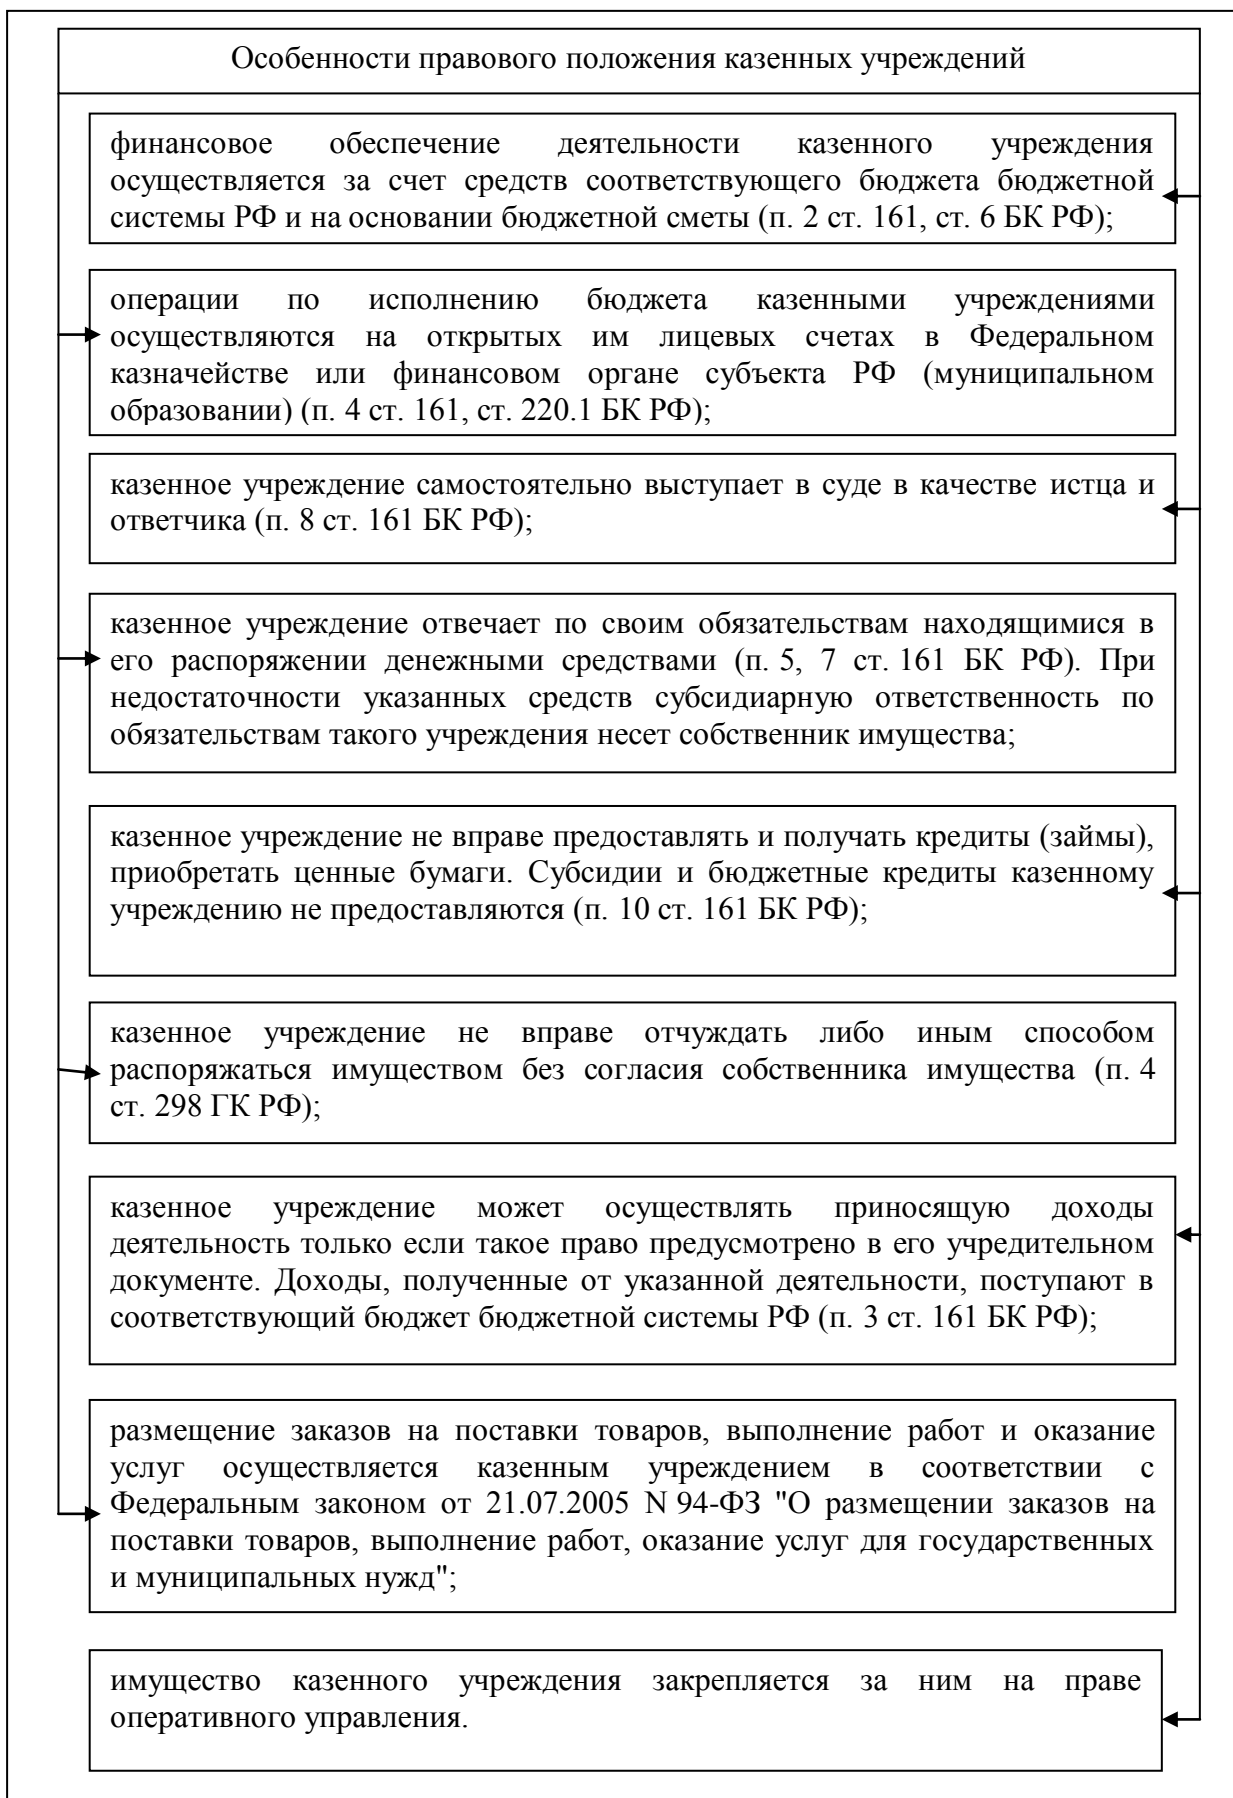 Особенности правового положения казенных учреждений
финансовое обеспечение деятельности казенного учреждения
осуществляется за счет средств соответствующего бюджета бюджетной
системы РФ и на основании бюджетной сметы (п. 2 ст. 161, ст. 6 БК РФ);
операции по исполнению бюджета казенными учреждениями
осуществляются на открытых им лицевых счетах в Федеральном
казначействе или финансовом органе субъекта РФ (муниципальном
образовании) (п. 4 ст. 161, ст. 220.1 БК РФ);
казенное учреждение самостоятельно выступает в суде в качестве истца и
ответчика (п. 8 ст. 161 БК РФ);
казенное учреждение отвечает по своим обязательствам находящимися в
его распоряжении денежными средствами (п. 5, 7 ст. 161 БК РФ). При
недостаточности указанных средств субсидиарную ответственность по
обязательствам такого учреждения несет собственник имущества;
казенное учреждение не вправе предоставлять и получать кредиты (займы),
приобретать ценные бумаги. Субсидии и бюджетные кредиты казенному
учреждению не предоставляются (п. 10 ст. 161 БК РФ);
казенное учреждение не вправе отчуждать либо иным способом
распоряжаться имуществом без согласия собственника имущества (п. 4
ст. 298 ГК РФ);
казенное учреждение может осуществлять приносящую доходы
деятельность только если такое право предусмотрено в его учредительном
документе. Доходы, полученные от указанной деятельности, поступают в
соответствующий бюджет бюджетной системы РФ (п. 3 ст. 161 БК РФ);
размещение заказов на поставки товаров, выполнение работ и оказание
услуг осуществляется казенным учреждением в соответствии с
Федеральным законом от 21.07.2005 N 94-ФЗ "О размещении заказов на
поставки товаров, выполнение работ, оказание услуг для государственных
и муниципальных нужд";
имущество казенного учреждения закрепляется за ним на праве
оперативного управления.